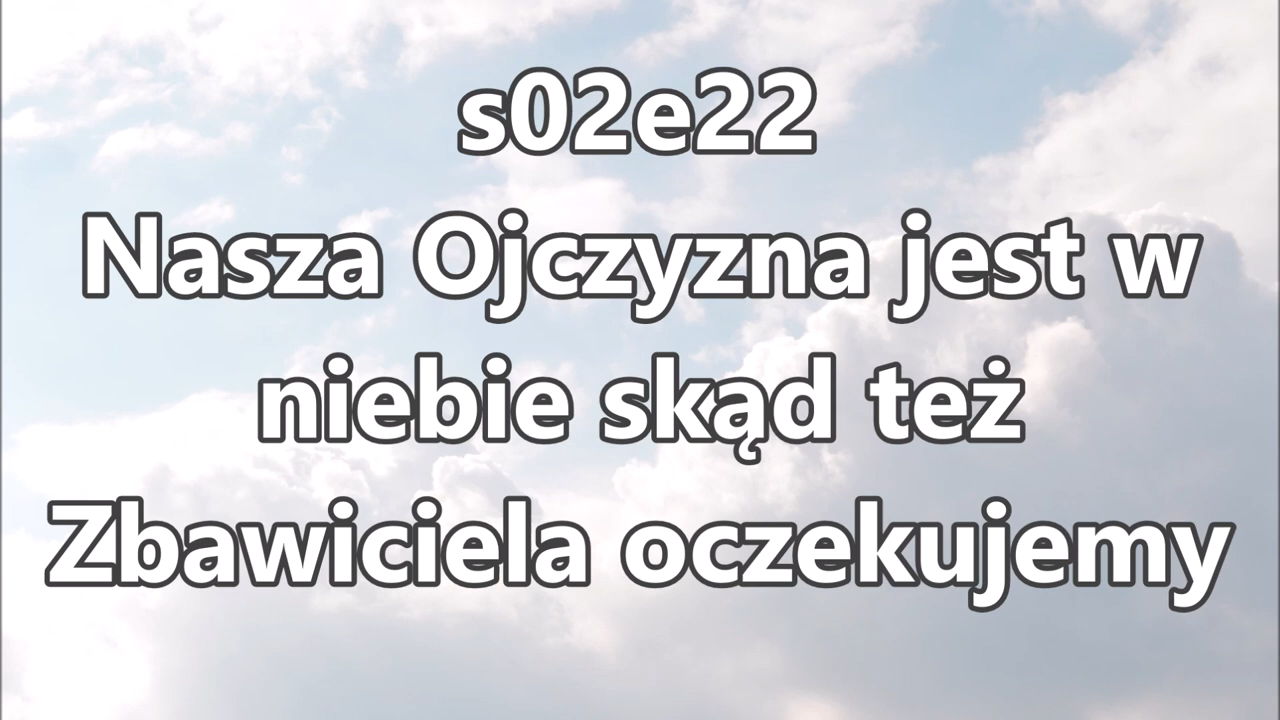 s02e22
Nasza Ojczyzna jest w
niebie skąd też
Zbawiciela oczekujemy